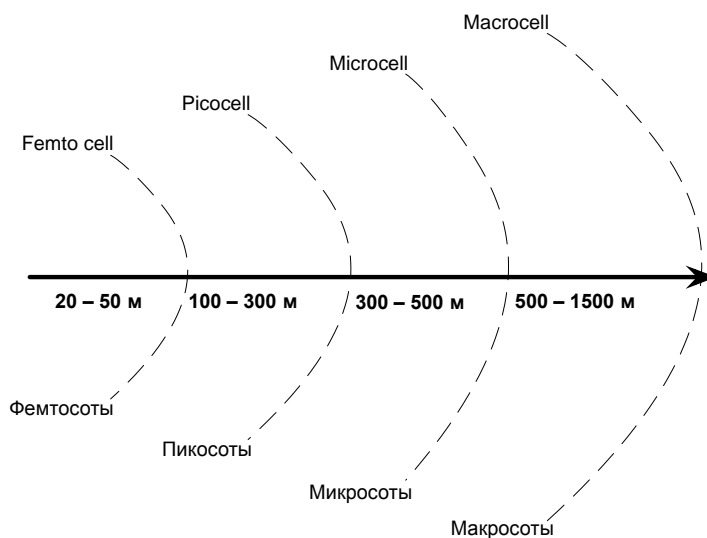 Macrocell
Microcell
Picocell
Femto cell
20 – 50 м
100 – 300 м
300 – 500 м
500 – 1500 м
Фемтосоты
Пикосоты
Микросоты
Макросоты